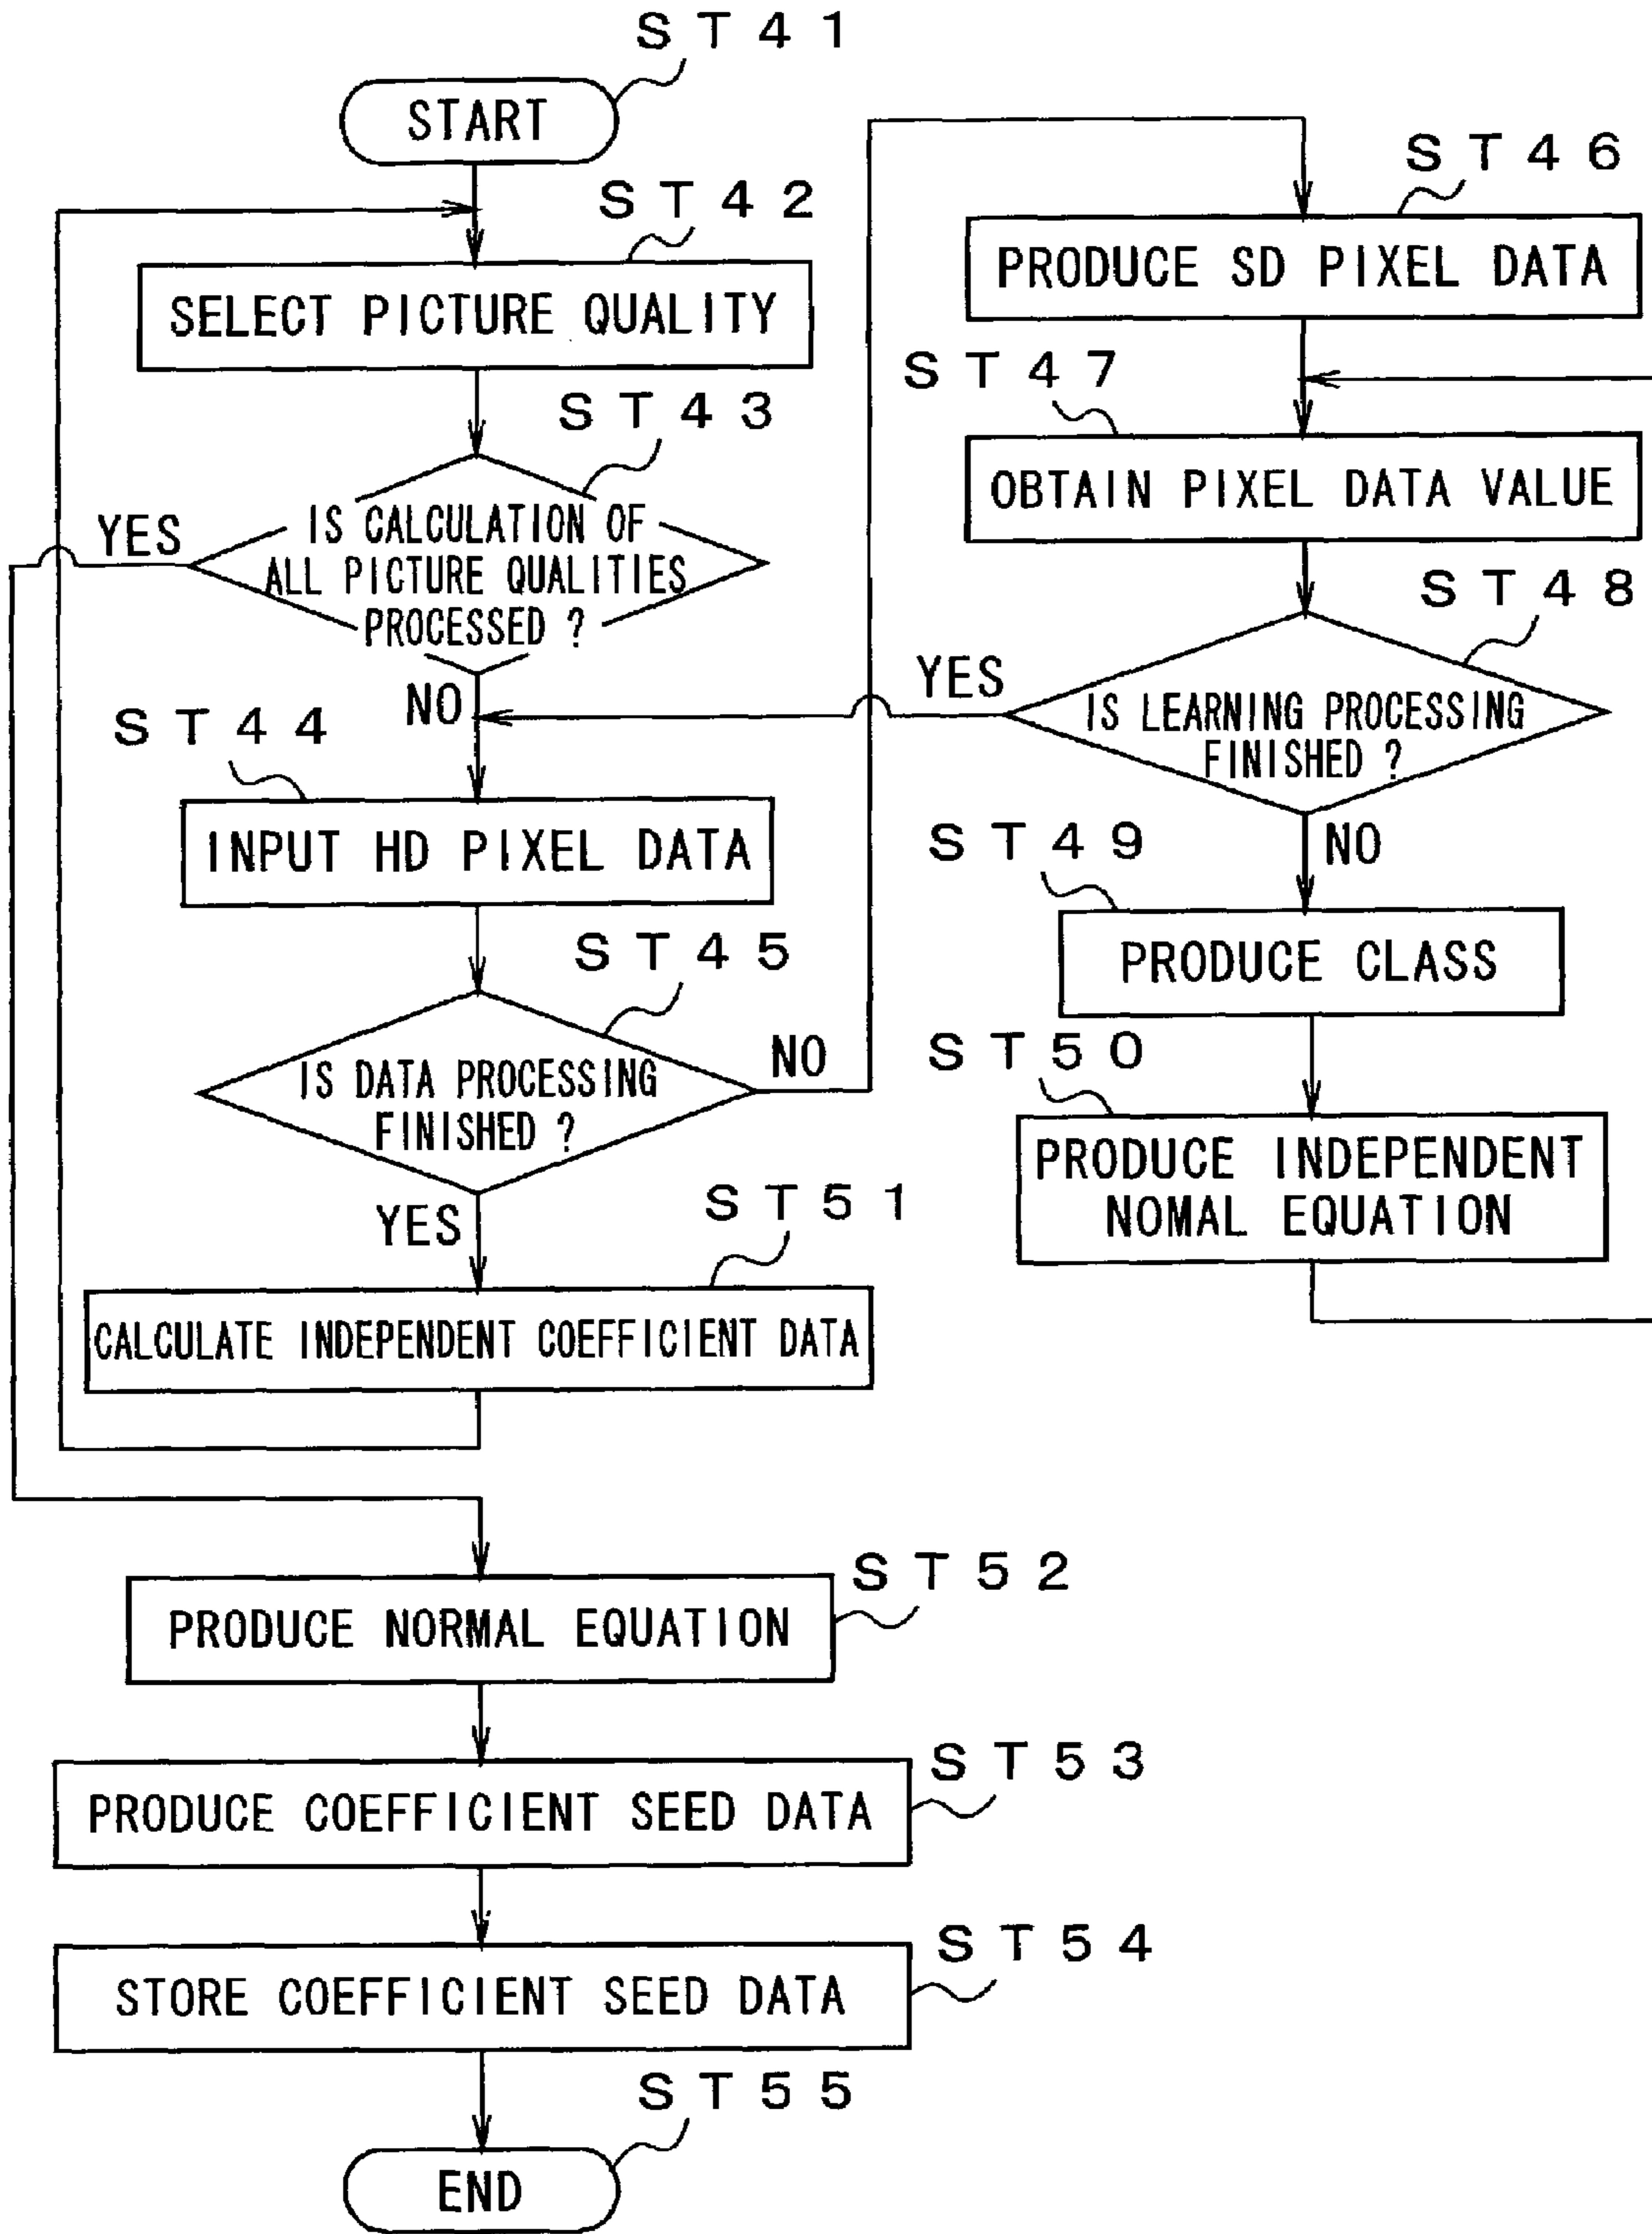 ST41
START
ST42
SELECT PICTURE QUALITY
ST43
IS CALCULATION OF
ALL PICTURE QUALITIES
PROCESSED ?
YES
NO
ST44
INPUT HD PIXEL DATA
ST45
IS DATA PROCESSING
FINISHED ?
NO
YES
ST51
CALCULATE INDEPENDENT COEFFICIENT DATA
ST46
PRODUCE SD PIXEL DATA
ST47
OBTAIN PIXEL DATA VALUE
ST48
IS LEARNING PROCESSING
FINISHED ?
YES
NO
ST49
PRODUCE CLASS
ST50
PRODUCE INDEPENDENT
NOMAL EQUATION
ST52
PRODUCE NORMAL EQUATION
ST53
PRODUCE COEFFICIENT SEED DATA
ST54
STORE COEFFICIENT SEED DATA
ST55
END